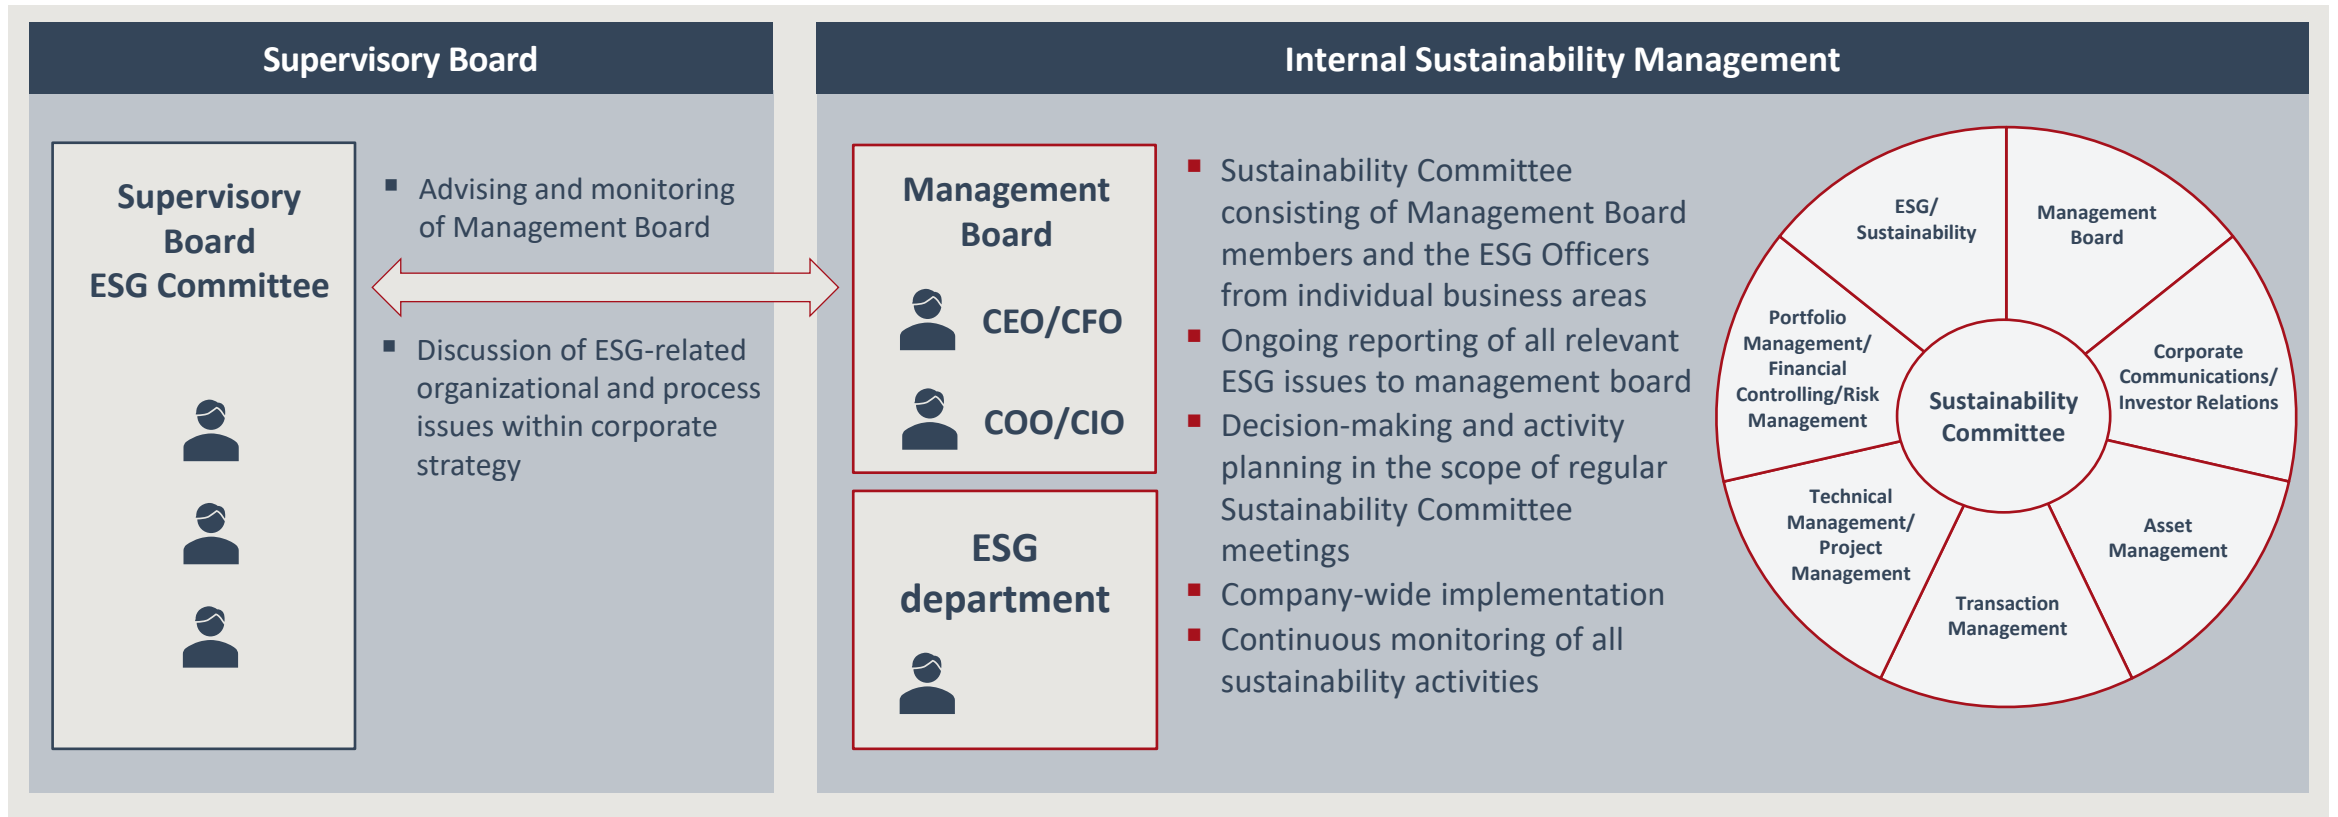 Supervisory Board
Supervisory
Board
ESG Committee
▪ Advising and monitoring
of Management Board
▪ Discussion of ESG-related
organizational and process
issues within corporate
strategy
Internal Sustainability Management
Management
Board
CEO/CFO
COO/CIO
ESG
department
▪ Sustainability Committee
consisting of Management Board
members and the ESG Officers
from individual business areas
▪ Ongoing reporting of all relevant
ESG issues to management board
▪ Decision-making and activity
planning in the scope of regular
Sustainability Committee
meetings
▪ Company-wide implementation
▪ Continuous monitoring of all
sustainability activities
ESG/
Sustainability
Management
Board
Corporate
Communications/
Investor Relations
Asset
Management
Transaction
Management
Technical
Management/
Project
Management
Portfolio
Management/
Financial
Controlling/Risk
Management
Sustainability
Committee